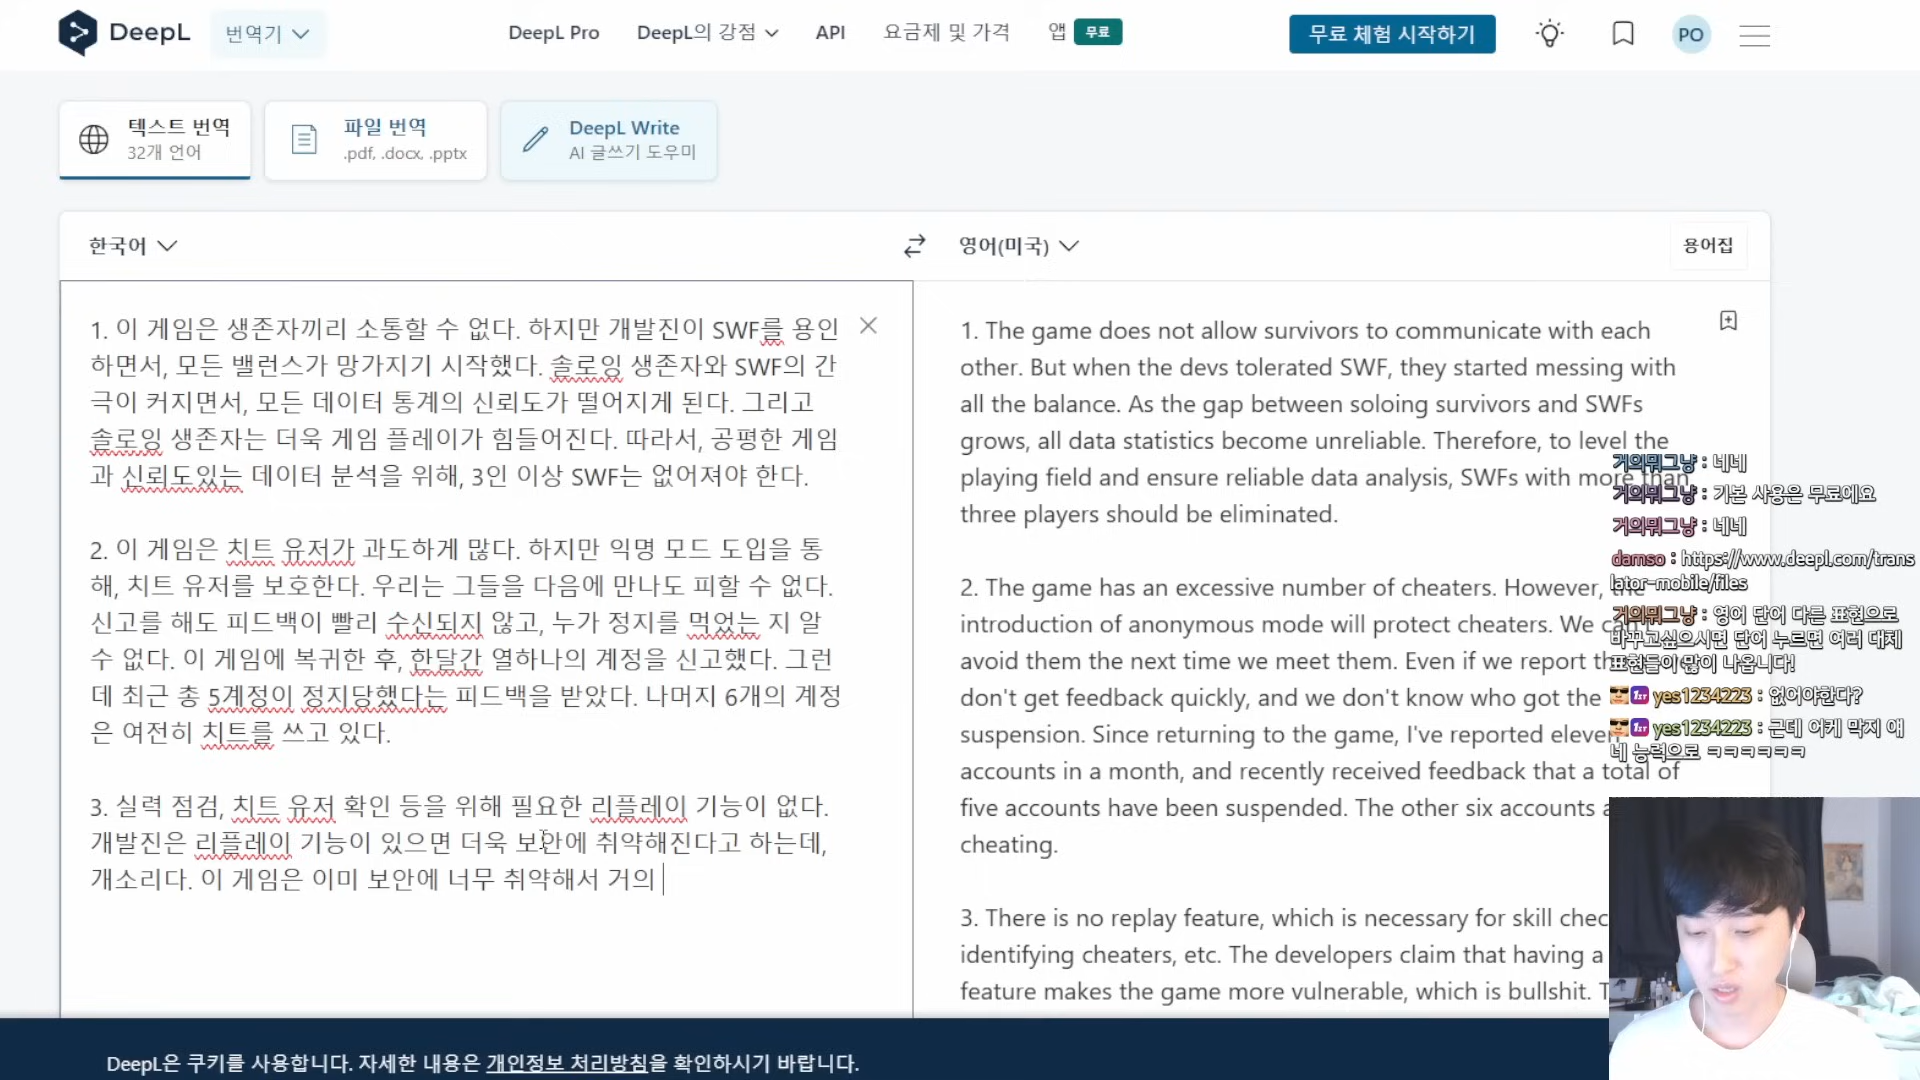 DeepL
번역기
DeepL Pro
DeepL의 강점
API
요금제 및 가격
앱 무료
무료 체험 시작하기
PO
텍스트 번역
32개 언어
파일 번역
.pdf, .docx, .pptx
DeepL Write
AI 글쓰기 도우미
한국어
영어(미국)
용어집
1. 이 게임은 생존자끼리 소통할 수 없다. 하지만 개발진이 SWF를 용인
하면서, 모든 밸런스가 망가지기 시작했다. 솔로잉 생존자와 SWF의 간
극이 커지면서, 모든 데이터 통계의 신뢰도가 떨어지게 된다. 그리고
솔로잉 생존자는 더욱 게임 플레이가 힘들어진다. 따라서, 공평한 게임
과 신뢰도있는 데이터 분석을 위해, 3인 이상 SWF는 없어져야 한다.
2. 이 게임은 치트 유저가 과도하게 많다. 하지만 익명 모드 도입을 통
해, 치트 유저를 보호한다. 우리는 그들을 다음에 만나도 피할 수 없다.
신고를 해도 피드백이 빨리 수신되지 않고, 누가 정지를 먹었는 지 알
수 없다. 이 게임에 복귀한 후, 한달간 열하나의 계정을 신고했다. 그런
데 최근 총 5계정이 정지당했다는 피드백을 받았다. 나머지 6개의 계정
은 여전히 치트를 쓰고 있다.
3. 실력 점검, 치트 유저 확인 등을 위해 필요한 리플레이 기능이 없다.
개발진은 리플레이 기능이 있으면 더욱 보안에 취약해진다고 하는데,
개소리다. 이 게임은 이미 보안에 너무 취약해서 거의
1. The game does not allow survivors to communicate with each
other. But when the devs tolerated SWF, they started messing with
all the balance. As the gap between soloing survivors and SWFs
grows, all data statistics become unreliable. Therefore, to level the
playing field and ensure reliable data analysis, SWFs with more than
three players should be eliminated.
2. The game has an excessive number of cheaters. However, the
introduction of anonymous mode will protect cheaters. We can't
avoid them the next time we meet them. Even if we report
don't get feedback quickly, and we don't know who got the
suspension. Since returning to the game, I've reported eleven
accounts in a month, and recently received feedback that a total of
five accounts have been suspended. The other six accounts
cheating.
3. There is no replay feature, which is necessary for skill
identifying cheaters, etc. The developers claim that having a
feature makes the game more vulnerable, which is bullshit.
거의뭐그냥 : 네네
거의뭐그냥 : 기본 사용은 무료에요
거의뭐그냥 : 네네
damso : https://www.deepl.com/trans
lator-mobile/files
거의뭐그냥 : 영어 단어 다른 표현으로
바꾸고싶으시면 단어 누르면 여러 대체
표현들이 많이 나옵니다!
yes1234223 : 없어야한다?
yes1234223 : 근데 어케 막지 얘
네 능력으로 ㅋㅋㅋㅋㅋㅋ
DeepL은 쿠키를 사용합니다. 자세한 내용은 개인정보 처리방침을 확인하시기 바랍니다.